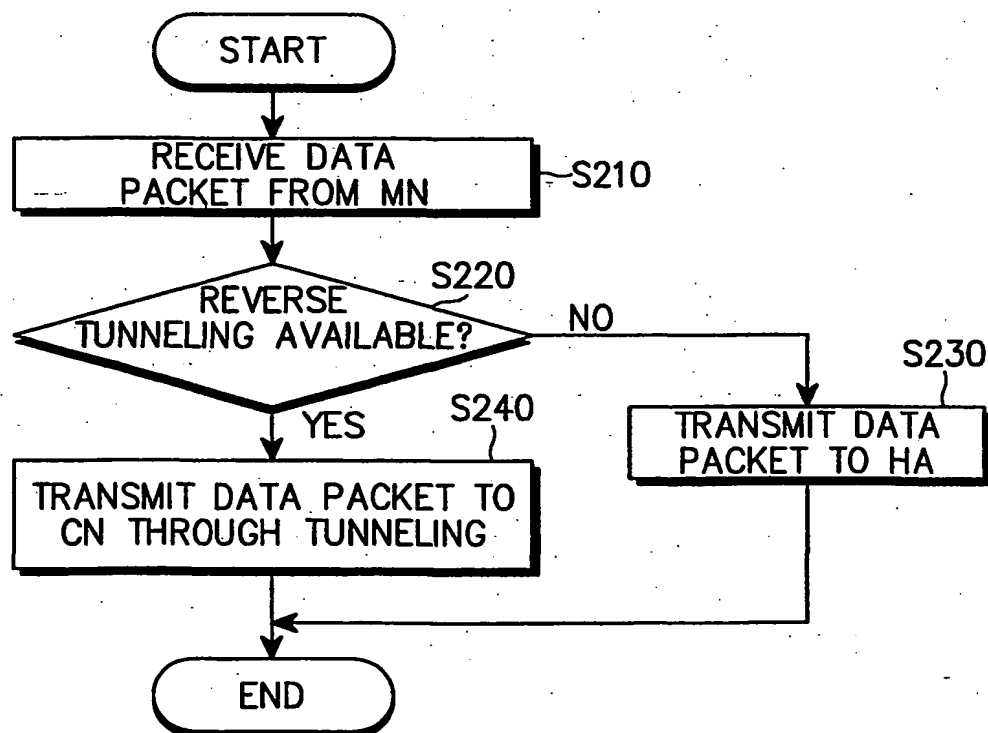 START
RECEIVE DATA
PACKET FROM MN
S210
S220
REVERSE
TUNNELING AVAILABLE?
NO
YES
S230
TRANSMIT DATA
PACKET TO HA
S240
TRANSMIT DATA PACKET TO
CN THROUGH TUNNELING
END